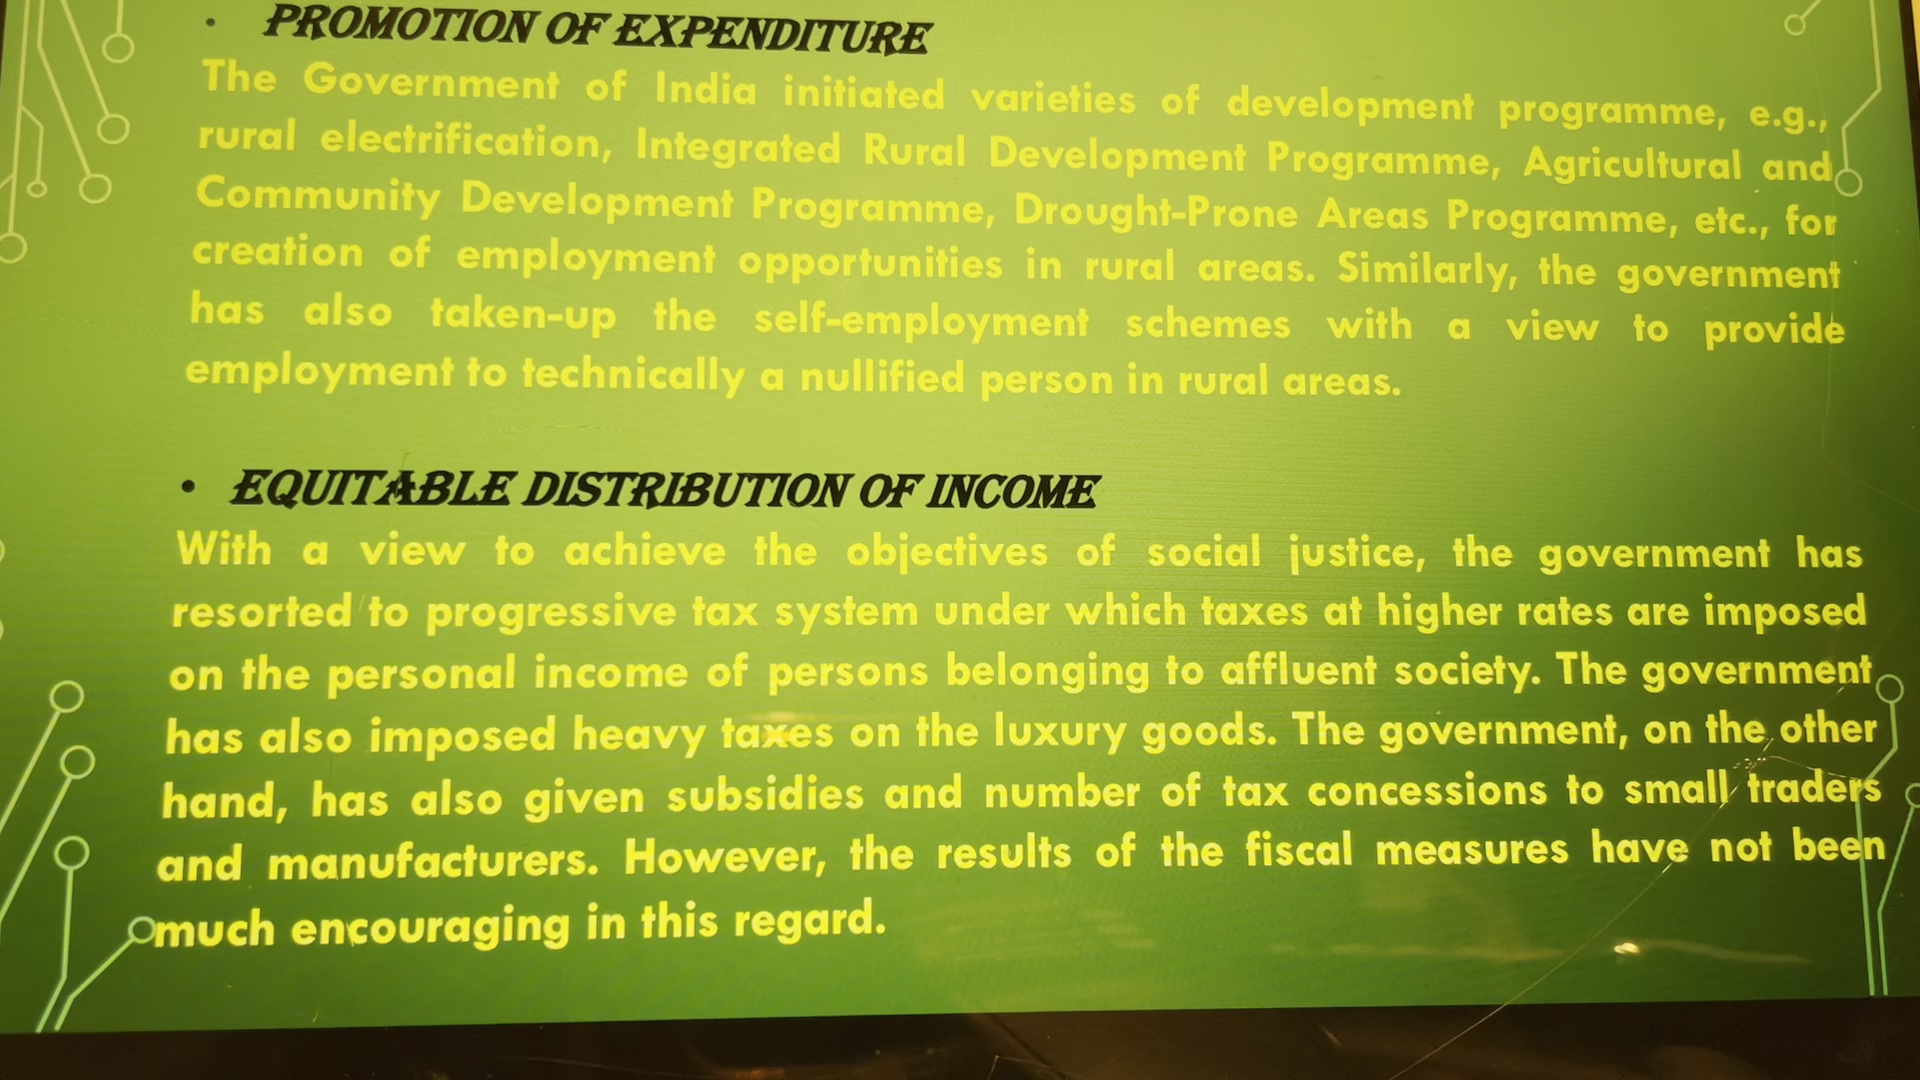 • PROMOTION OF EXPENDITURE
The Government of India initiated varieties of development programme, e.g.,
rural electrification, Integrated Rural Development Programme, Agricultural and
Community Development Programme, Drought-Prone Areas Programme, etc., for
creation of employment opportunities in rural areas. Similarly, the government
has also taken-up the self-employment schemes with a view to provide
employment to technically a nullified person in rural areas.
• EQUITABLE DISTRIBUTION OF INCOME
With a view to achieve the objectives of social justice, the government has
resorted to progressive tax system under which taxes at higher rates are imposed
on the personal income of persons belonging to affluent society. The government
has also imposed heavy taxes on the luxury goods. The government, on the other
hand, has also given subsidies and number of tax concessions to small traders
and manufacturers. However, the results of the fiscal measures have not been
much encouraging in this regard.